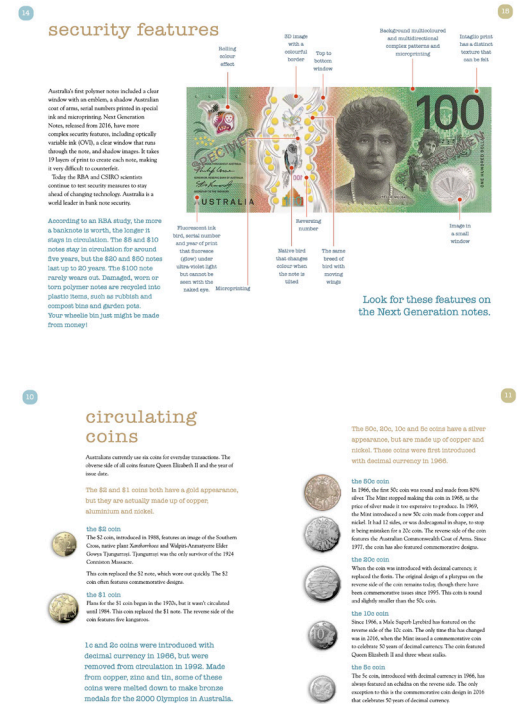 14
15
security features
Rolling
colour
effect
3D image
with a
colourful
border
Top to
bottom
window
Background multicoloured
and multidirectional
complex patterns and
microprinting
Intaglio print
has a distinct
texture that
can be felt
Australia's first polymer notes included a clear
window with an emblem, a shadow Australian
coat of arms, serial numbers printed in special
ink and microprinting. Next Generation
Notes, released from 2016, have more
complex security features, including optically
variable ink (OVI), a clear window that runs
through the note, and shadow images. It takes
19 layers of print to create each note, making
it very difficult to counterfeit.
Today the RBA and CSIRO scientists
continue to test security measures to stay
ahead of changing technology. Australia is a
world leader in bank note security.
100
ONE HUNDRED DOLLARS
AUSTRALIA
According to an RBA study, the more
a banknote is worth, the longer it
stays in circulation. The $5 and $10
notes stay in circulation for around
five years, but the $20 and $50 notes
last up to 20 years. The $100 note
rarely wears out. Damaged, worn or
torn polymer notes are recycled into
plastic items, such as rubbish and
compost bins and garden pots.
Your wheelie bin just might be made
from money!
Fluorescent ink
bird, serial number
and year of print
that fluoresce
(glow) under
ultra-violet light
but cannot be
seen with the
naked eye.
Microprinting
Native bird
that changes
colour when
the note is
tilted
Reversing
number
The same
breed of
bird with
moving
wings
Image in
a small
window
Look for these features on
the Next Generation notes.
10
11
circulating
coins
Australians currently use six coins for everyday transactions. The
obverse side of all coins feature Queen Elizabeth II and the year of
issue date.
The $2 and $1 coins both have a gold appearance,
but they are actually made up of copper,
aluminium and nickel.
the $2 coin
The $2 coin, introduced in 1988, features an image of the Southern
Cross, native plant Xanthorrhoea and Walpiri-Anmatyerre Elder
Gowya Tjungurrayi. Tjungurrayi was the only survivor of the 1924
Coniston Massacre.
This coin replaced the $2 note, which wore out quickly. The $2
coin often features commemorative designs.
the $1 coin
Plans for the $1 coin began in the 1970s, but it wasn't circulated
until 1984. This coin replaced the $1 note. The reverse side of the
coin features five kangaroos.
1c and 2c coins were introduced with
decimal currency in 1966, but were
removed from circulation in 1992. Made
from copper, zinc and tin, some of these
coins were melted down to make bronze
medals for the 2000 Olympics in Australia.
The 50c, 20c, 10c and 5c coins have a silver
appearance, but are made up of copper and
nickel. These coins were first introduced
with decimal currency in 1966.
the 50c coin
In 1966, the first 50c coin was round and made from 80%
silver. The Mint stopped making this coin in 1968, as the
price of silver made it too expensive to produce. In 1969,
the Mint introduced a new 50c coin made from copper and
nickel. It had 12 sides, or was dodecagonal in shape, to stop
it being mistaken for a 20c coin. The reverse side of the coin
features the Australian Commonwealth Coat of Arms. Since
1977, the coin has also featured commemorative designs.
the 20c coin
When the coin was introduced with decimal currency, it
replaced the florin. The original design of a platypus on the
reverse side of the coin remains today, though there have
been commemorative issues since 1995. This coin is round
and slightly smaller than the 50c coin.
the 10c coin
Since 1966, a Male Superb Lyrebird has featured on the
reverse side of the 10c coin. The only time this has changed
was in 2016, when the Mint issued a commemorative coin
to celebrate 50 years of decimal currency. The coin featured
Queen Elizabeth II and three wheat stalks.
the 5c coin
The 5c coin, introduced with decimal currency in 1966, has
always featured an echidna on the reverse side. The only
exception to this is the commemorative coin design in 2016
that celebrates 50 years of decimal currency.